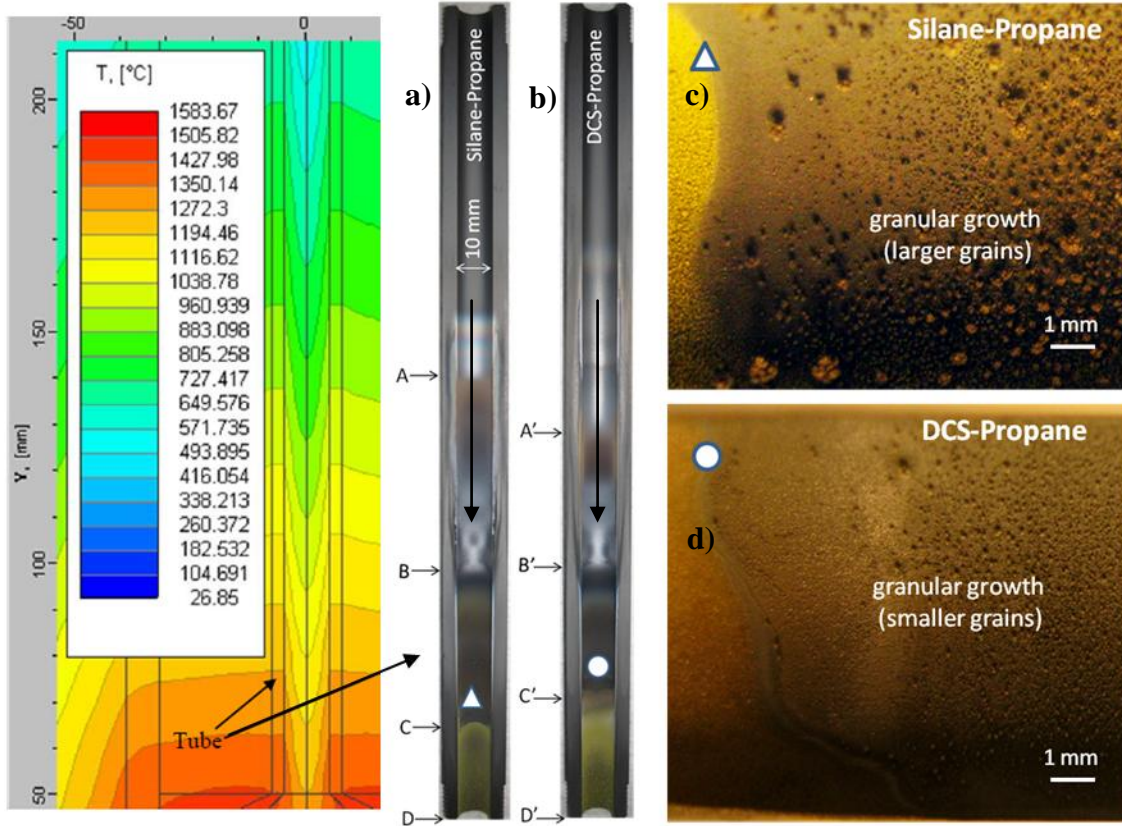 -50
0
T, [°C]
1583.67
1505.82
1427.98
1350.14
1272.3
1194.46
1116.62
1038.78
960.939
883.098
805.258
727.417
649.576
571.735
493.895
416.054
338.213
260.372
182.532
104.691
26.85
200
150
100
50
Y, [mm]
Tube
a)
Silane-Propane
10 mm
A
B
C
D
b)
DCS-Propane
A'
B'
C'
D'
Silane-Propane
c)
granular growth
(larger grains)
1 mm
DCS-Propane
d)
granular growth
(smaller grains)
1 mm